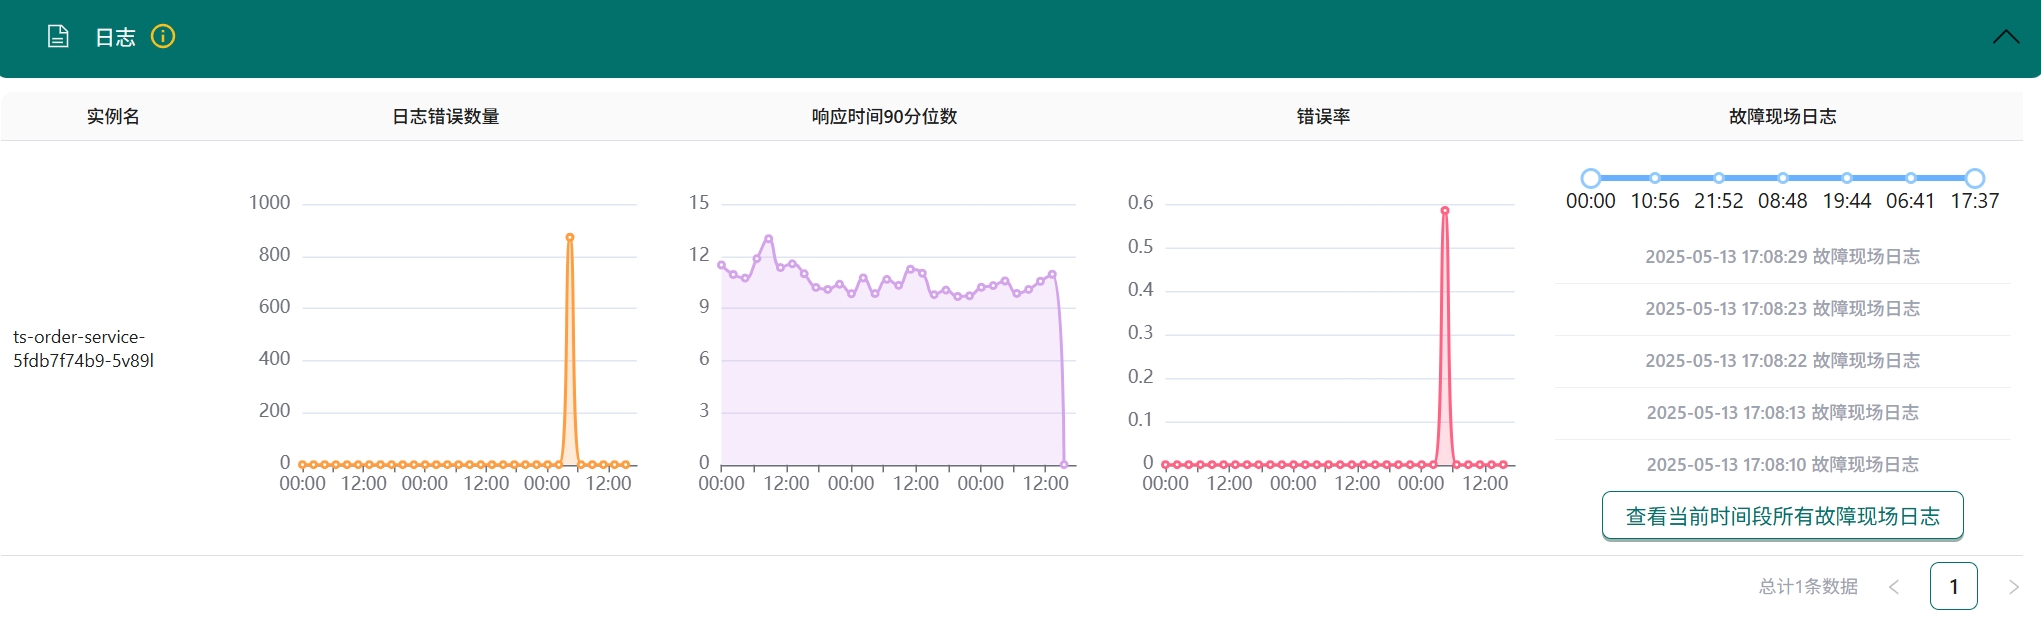 日志
实例名 日志错误数量 响应时间90分位数 错误率 故障现场日志
ts-order-service-
5fdb7f74b9-5v89l
1000
800
600
400
200
0
00:00 12:00 00:00 12:00 00:00 12:00
15
12
9
6
3
0
00:00 12:00 00:00 12:00 00:00 12:00
0.6
0.5
0.4
0.3
0.2
0.1
0
00:00 12:00 00:00 12:00 00:00 12:00
00:00 10:56 21:52 08:48 19:44 06:41 17:37
2025-05-13 17:08:29 故障现场日志
2025-05-13 17:08:23 故障现场日志
2025-05-13 17:08:22 故障现场日志
2025-05-13 17:08:13 故障现场日志
2025-05-13 17:08:10 故障现场日志
查看当前时间段所有故障现场日志
总计1条数据 < 1 >